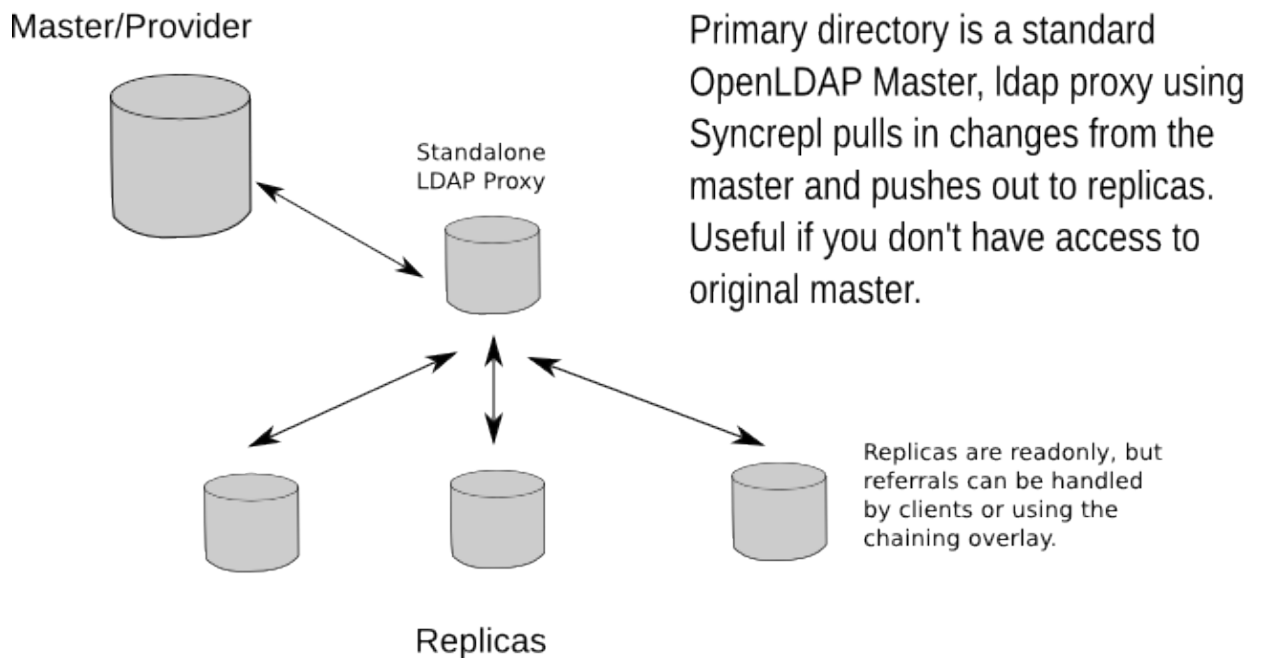 Master/Provider
Primary directory is a standard
OpenLDAP Master, ldap proxy using
Syncrepl pulls in changes from the
master and pushes out to replicas.
Useful if you don't have access to
original master.
Standalone
LDAP Proxy
Replicas are readonly, but
referrals can be handled
by clients or using the
chaining overlay.
Replicas